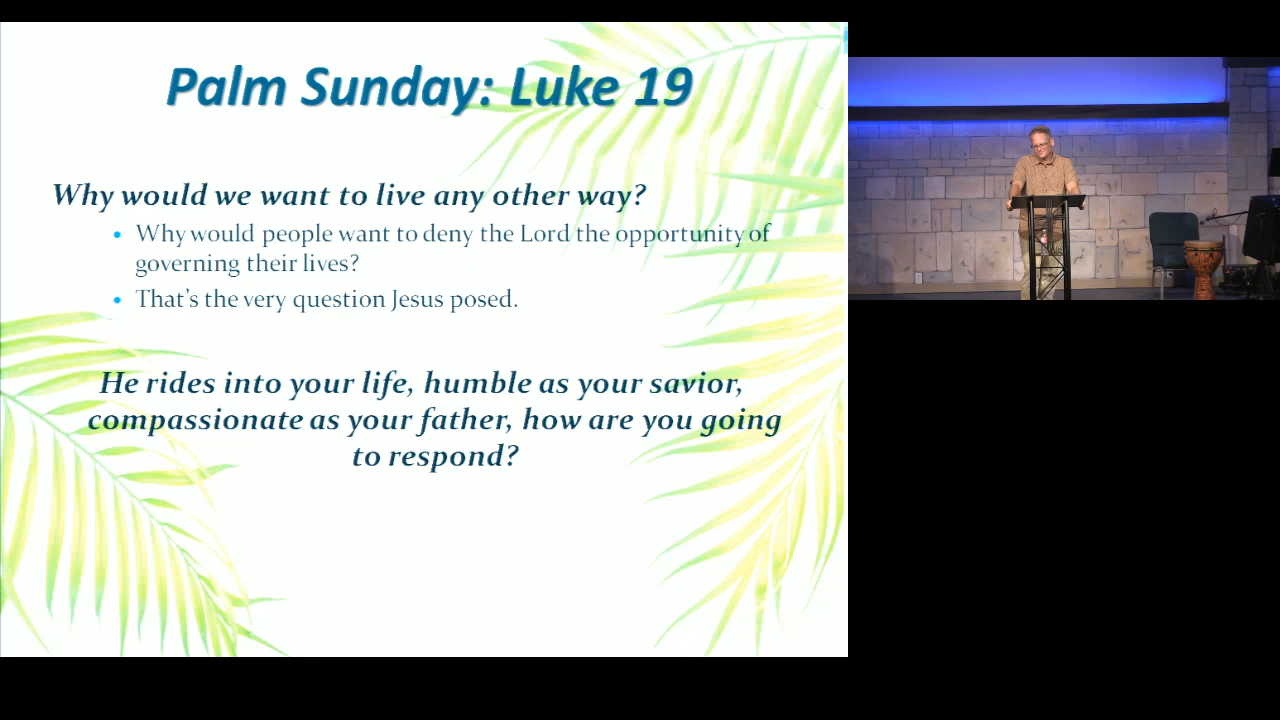 Palm Sunday: Luke 19
Why would we want to live any other way?
• Why would people want to deny the Lord the opportunity of
governing their lives?
• That's the very question Jesus posed.
He rides into your life, humble as your savior,
compassionate as your father, how are you going
to respond?